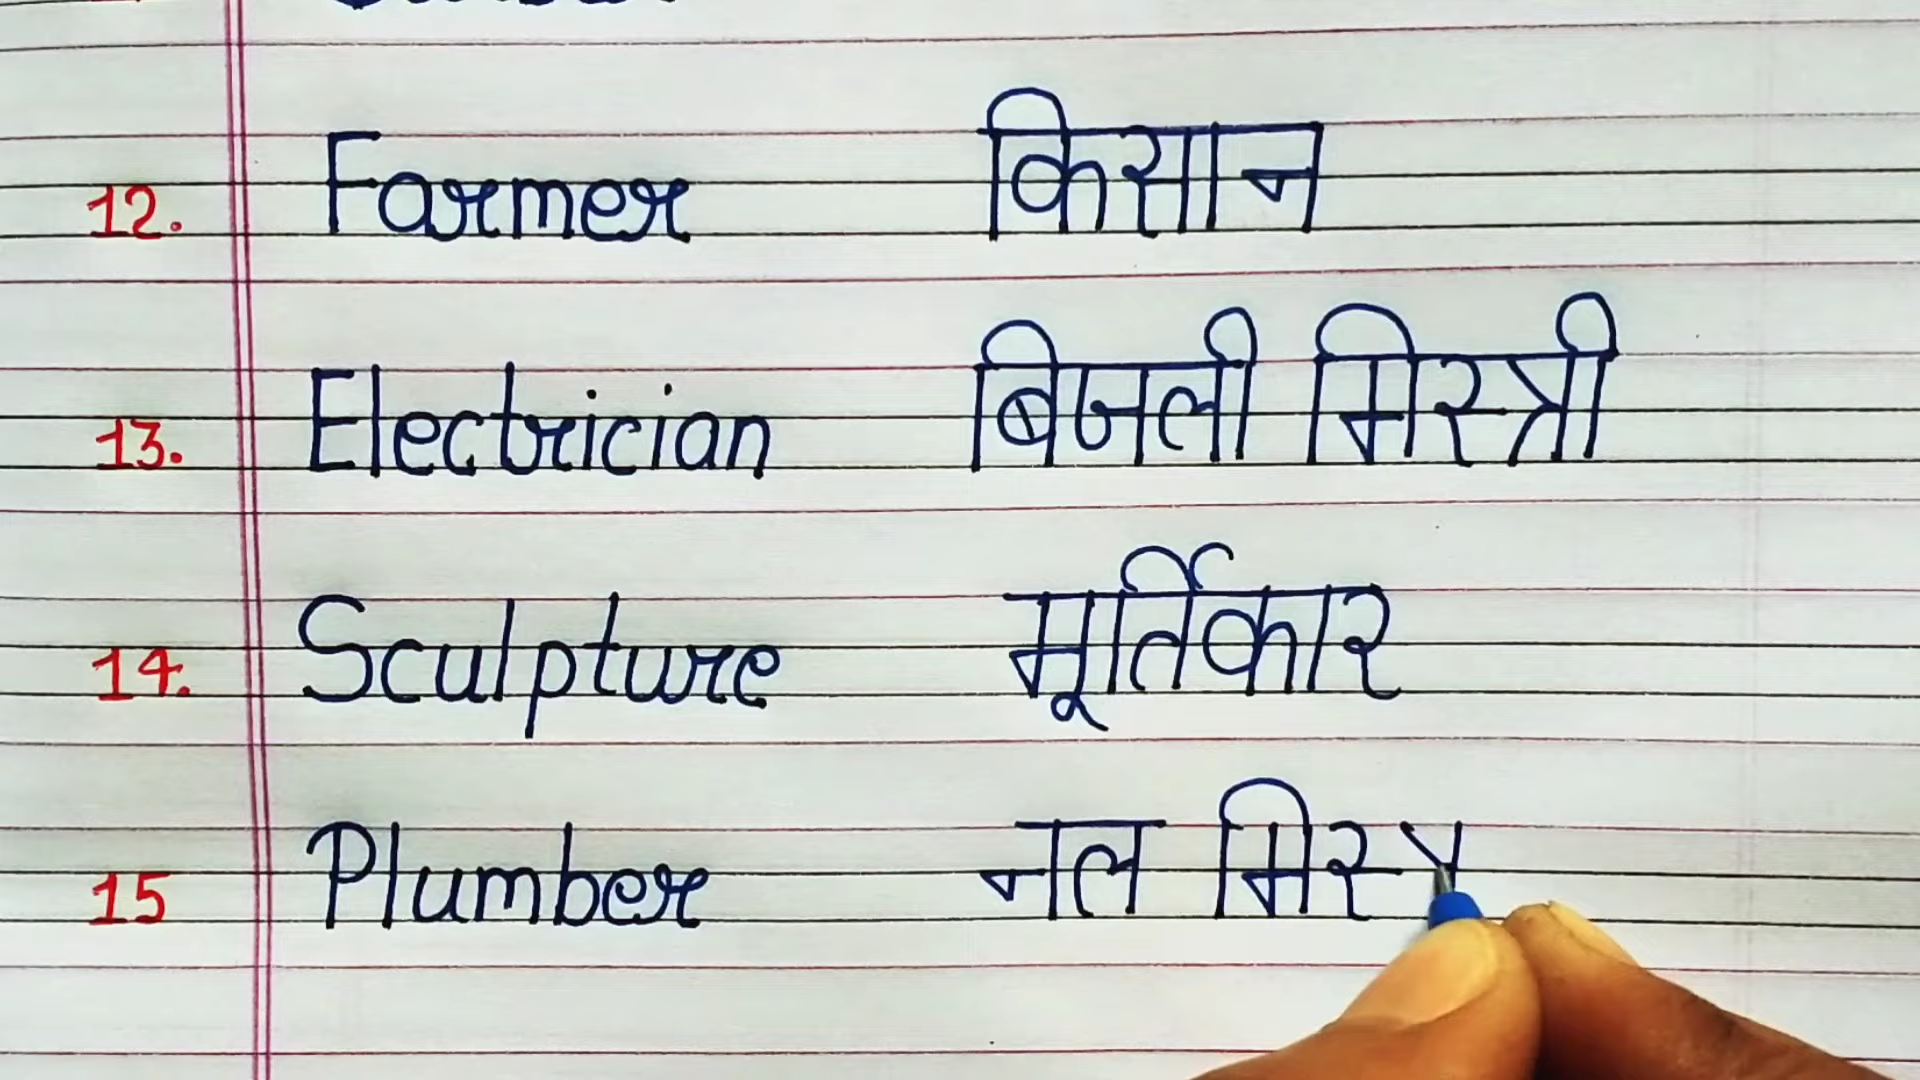 12. Farmer किसान
13. Electrician बिजली मिस्त्री
14. Sculpture मूर्तिकार
15 Plumber नल